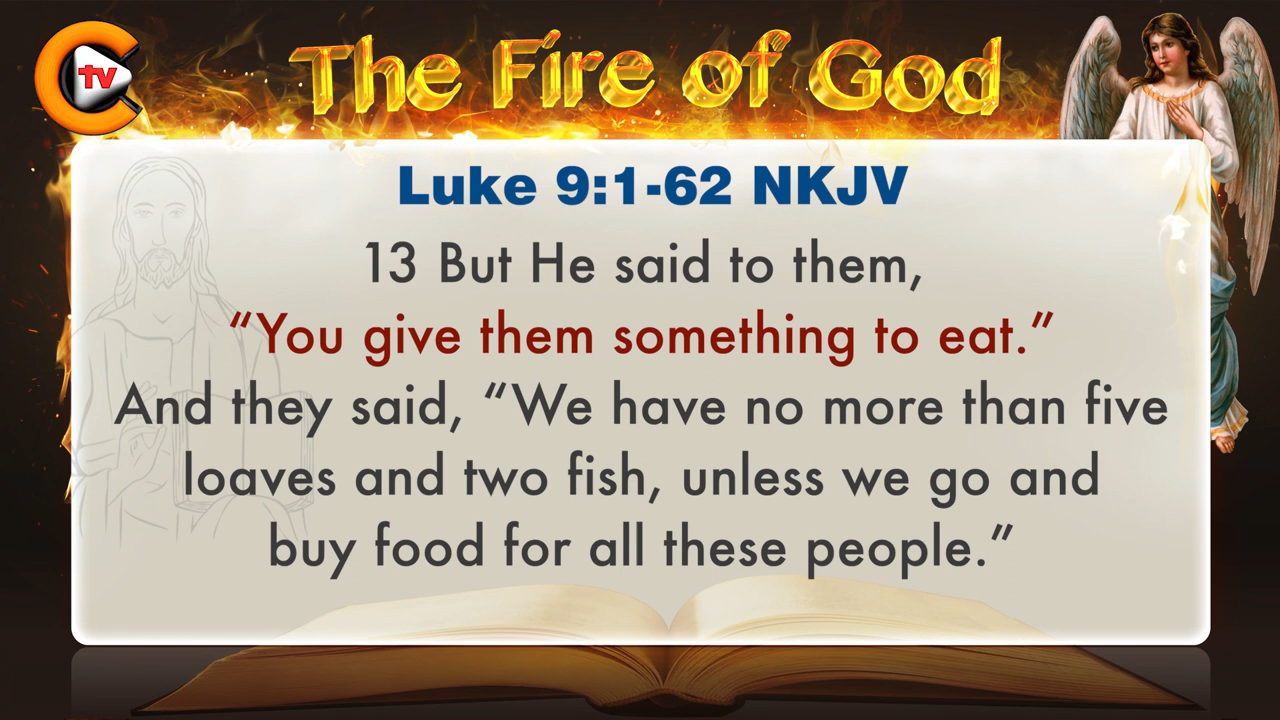 tv
The Fire of God
Luke 9:1-62 NKJV
13 But He said to them,
“You give them something to eat.”
And they said, “We have no more than five
loaves and two fish, unless we go and
buy food for all these people.”